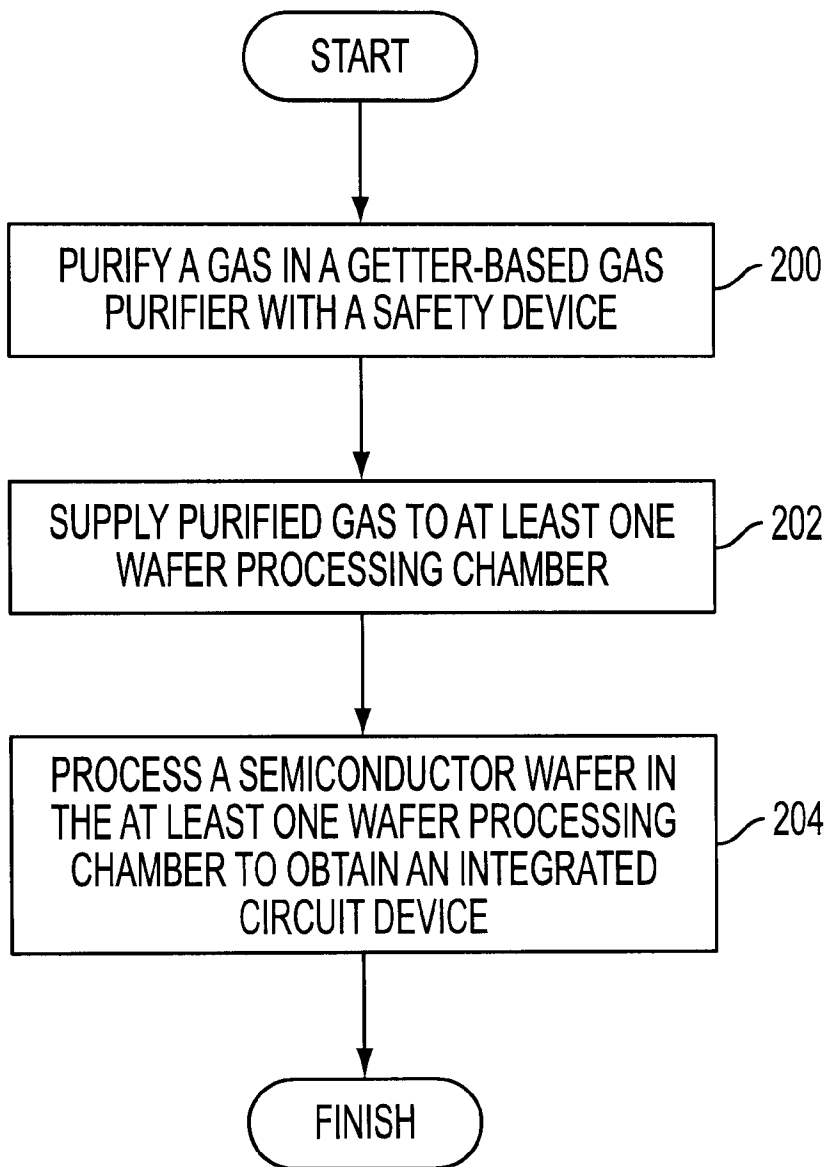 START
PURIFY A GAS IN A GETTER-BASED GAS
PURIFIER WITH A SAFETY DEVICE
200
SUPPLY PURIFIED GAS TO AT LEAST ONE
WAFER PROCESSING CHAMBER
202
PROCESS A SEMICONDUCTOR WAFER IN
THE AT LEAST ONE WAFER PROCESSING
CHAMBER TO OBTAIN AN INTEGRATED
CIRCUIT DEVICE
204
FINISH